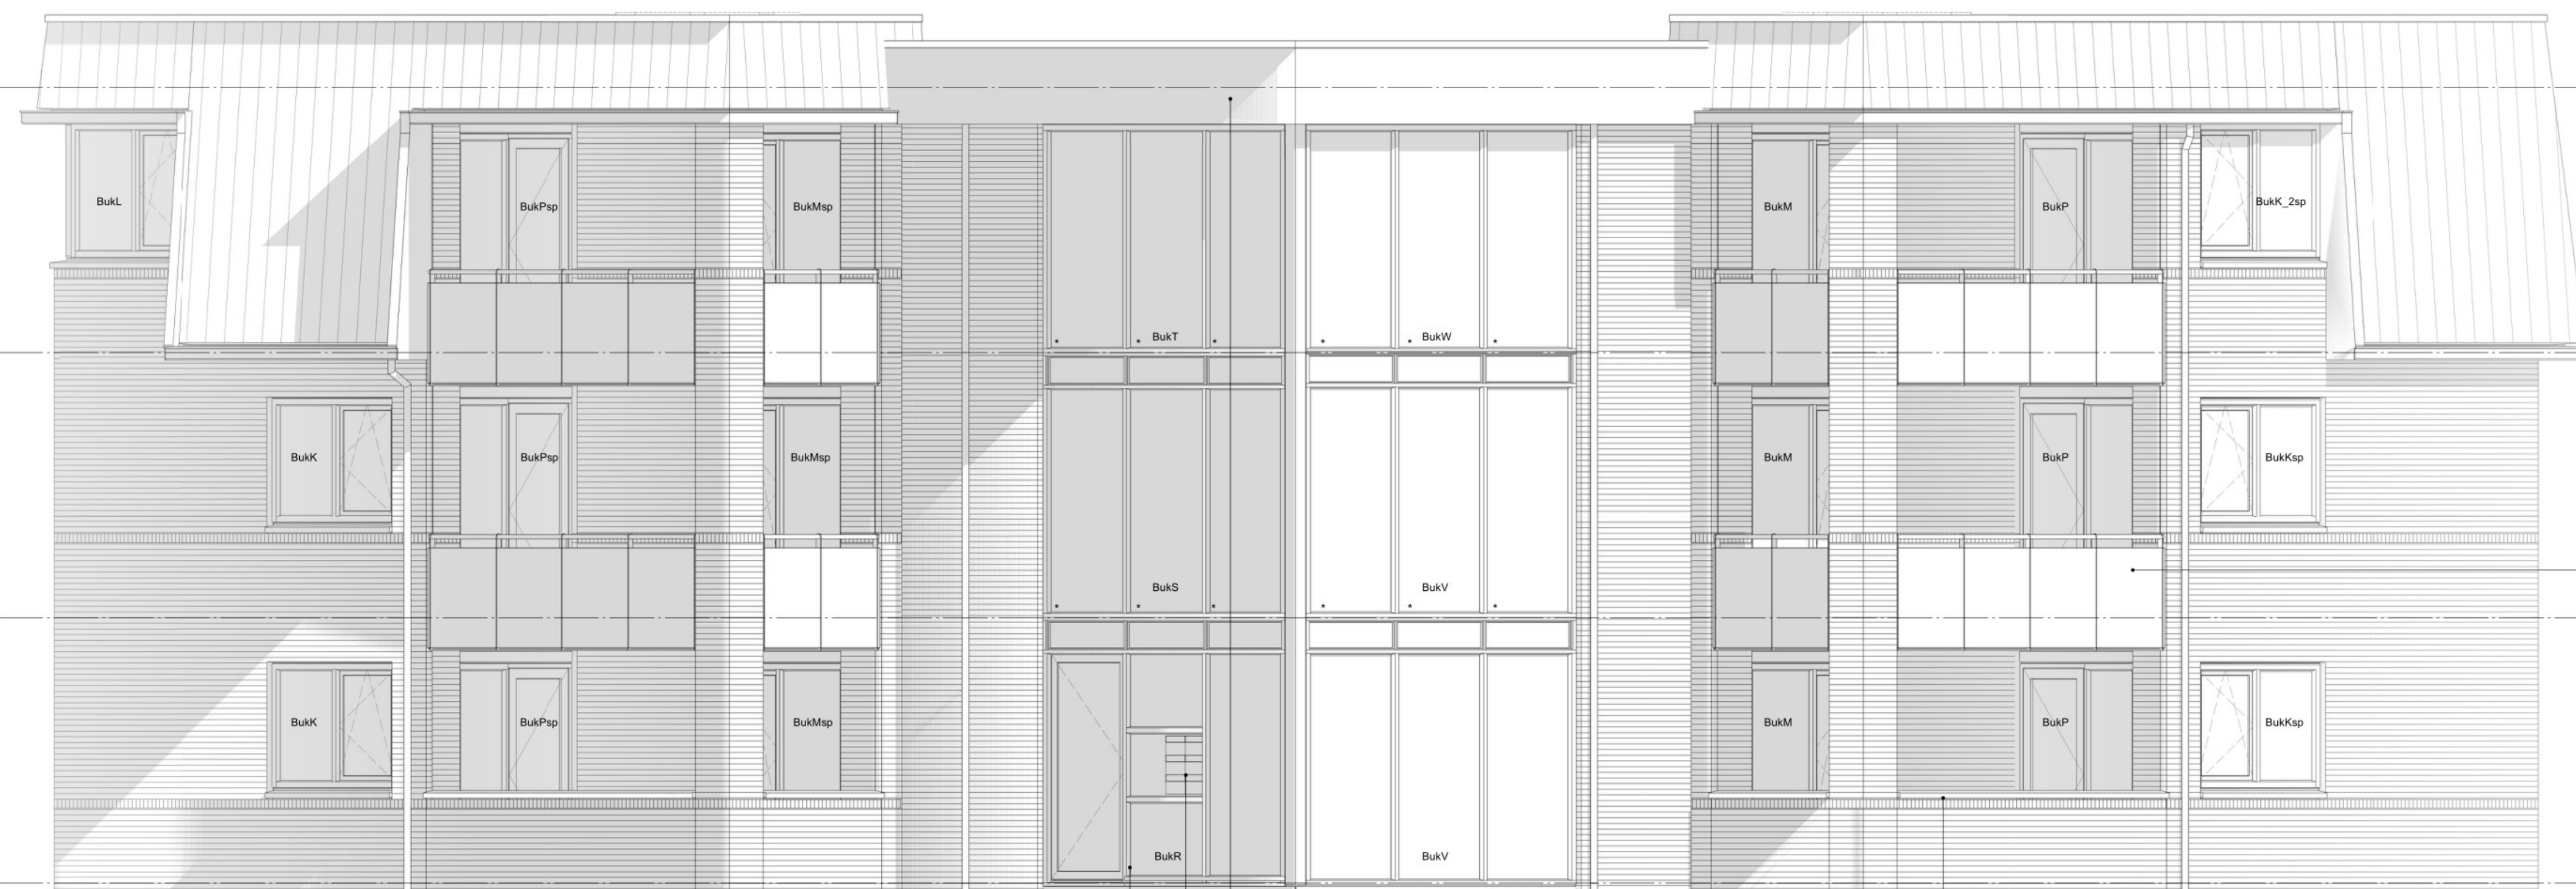 BukL
BukPsp
BukMsp
BukM
BukP
BukK_2sp
* * * BukT
* * * BukW
BukK
BukPsp
BukMsp
BukM
BukP
BukKsp
* * * BukS
* * * BukV
BukK
BukPsp
BukMsp
BukM
BukP
BukKsp
BukR
BukV